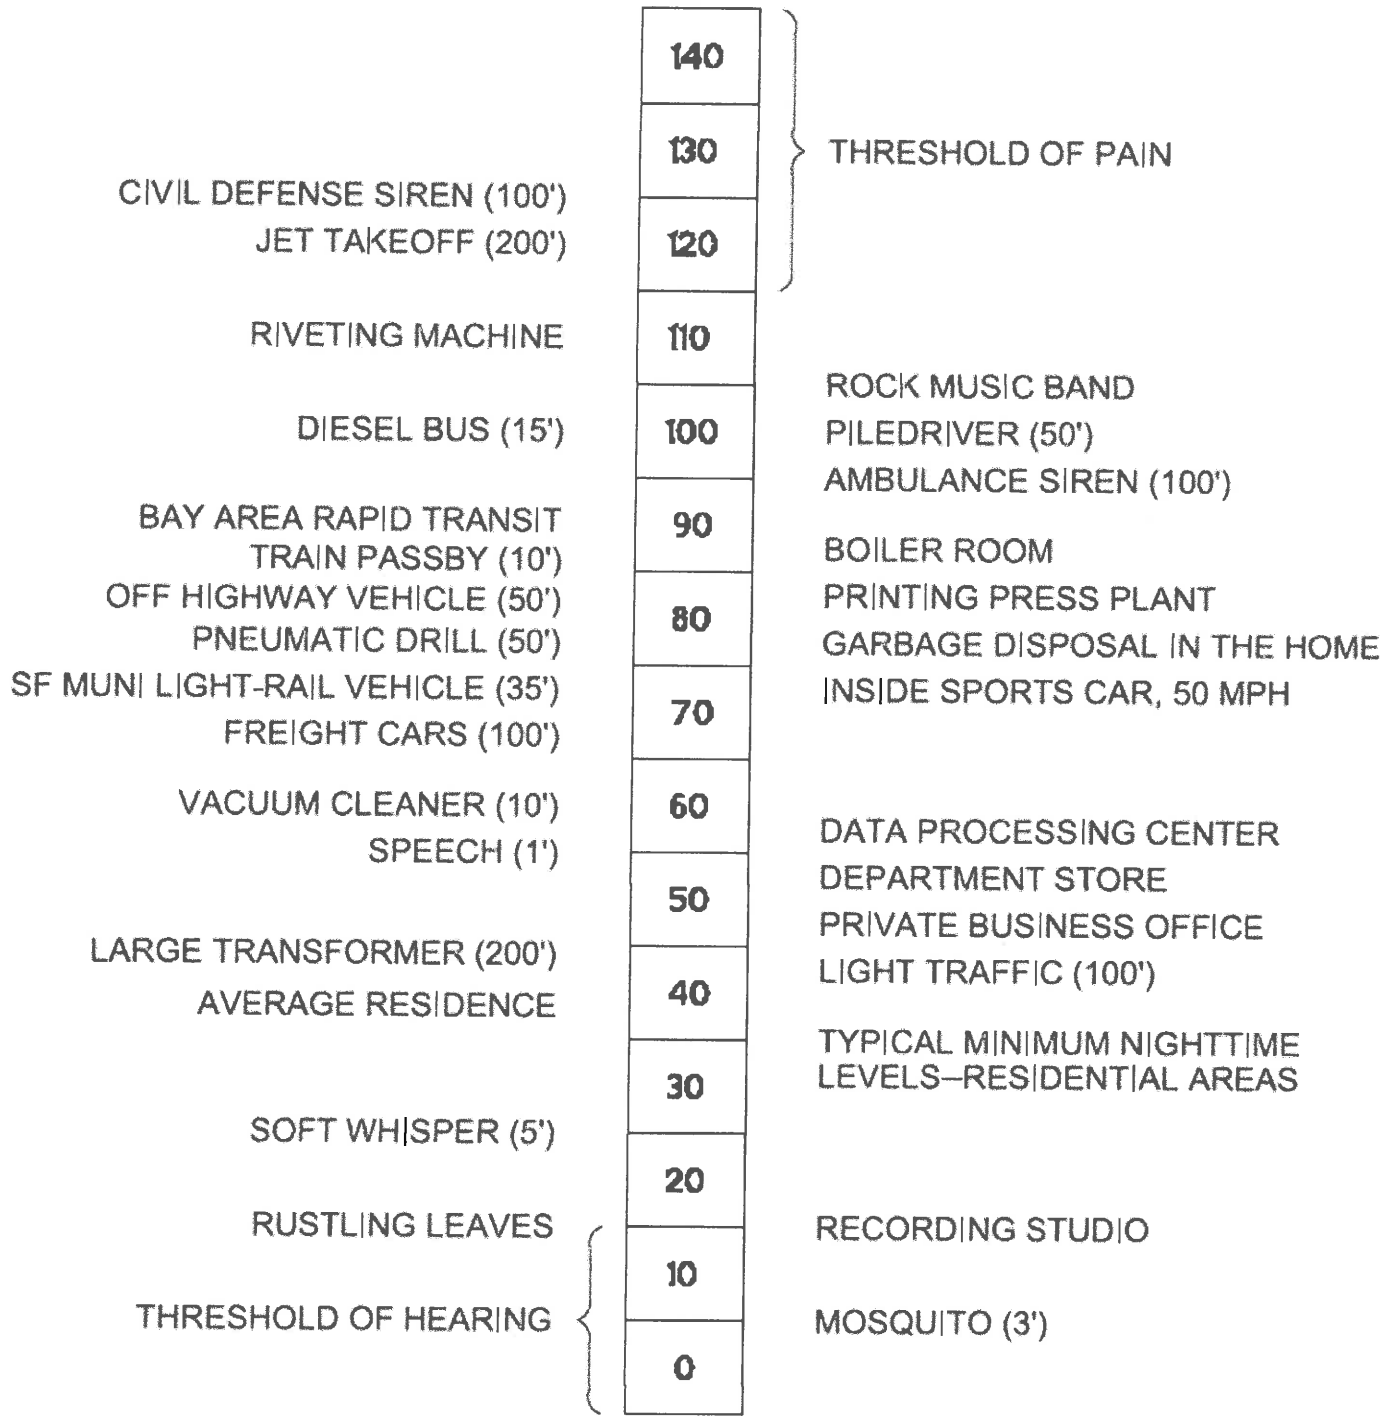 140
130
THRESHOLD OF PAIN
CIVIL DEFENSE SIREN (100')
JET TAKEOFF (200')
120
RIVETING MACHINE
110
ROCK MUSIC BAND
DIESEL BUS (15')
100
PILEDRIVER (50')
AMBULANCE SIREN (100')
BAY AREA RAPID TRANSIT
90
TRAIN PASSBY (10')
BOILER ROOM
OFF HIGHWAY VEHICLE (50')
PRINTING PRESS PLANT
80
PNEUMATIC DRILL (50')
GARBAGE DISPOSAL IN THE HOME
SF MUNI LIGHT-RAIL VEHICLE (35')
INSIDE SPORTS CAR, 50 MPH
70
FREIGHT CARS (100')
VACUUM CLEANER (10')
60
DATA PROCESSING CENTER
SPEECH (1')
DEPARTMENT STORE
50
PRIVATE BUSINESS OFFICE
LARGE TRANSFORMER (200')
LIGHT TRAFFIC (100')
40
AVERAGE RESIDENCE
TYPICAL MINIMUM NIGHTTIME
LEVELS–RESIDENTIAL AREAS
30
SOFT WHISPER (5')
20
RUSTLING LEAVES
RECORDING STUDIO
10
THRESHOLD OF HEARING
MOSQUITO (3')
0